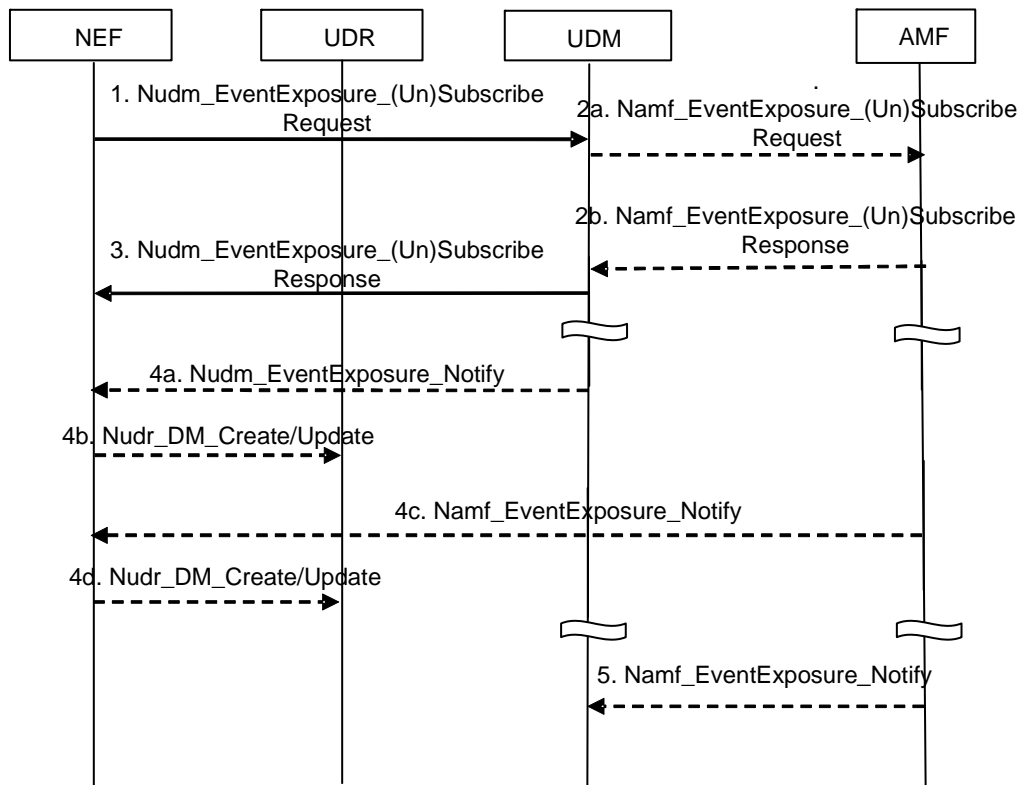 NEF
UDR
UDM
AMF
1. Nudm_EventExposure_(Un)Subscribe
Request
.
2a. Namf_EventExposure_(Un)Subscribe
Request
2b. Namf_EventExposure_(Un)Subscribe
Response
3. Nudm_EventExposure_(Un)Subscribe
Response
4a. Nudm_EventExposure_Notify
4b. Nudr_DM_Create/Update
4c. Namf_EventExposure_Notify
4d. Nudr_DM_Create/Update
5. Namf_EventExposure_Notify